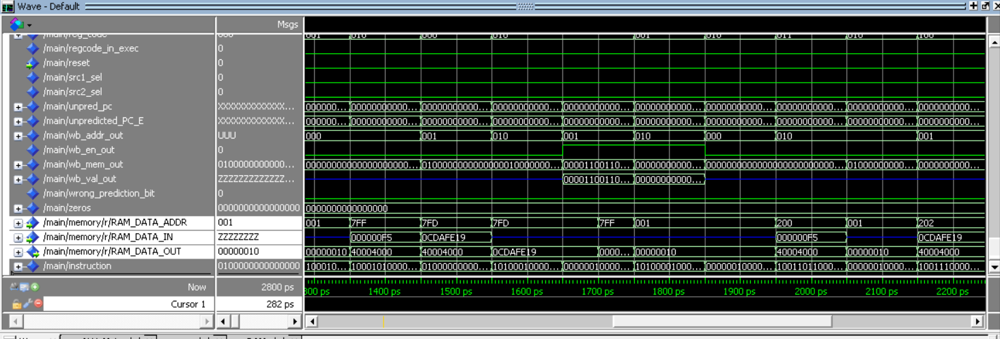 Wave - Default
Msgs
/main/reg_code 000 001 010 000 010 001 010 011 010 100
/main/regcode_in_exec 0
/main/reset 0
/main/src1_sel 0
/main/src2_sel 0
/main/unpred_pc XXXXXXXXXXXXX... 000000... 00000000000... 00000000000... 00000000000... 00000000000... 00000000000... 00000000000... 00000000000... 00000000000... 0000000000...
/main/unpredicted_PC_E XXXXXXXXXXXXX... 000000... 00000000000... 00000000000... 00000000000... 00000000000... 00000000000... 00000000000... 00000000000... 00000000000... 0000000000...
/main/wb_addr_out UUU 000 001 010 001 010 000 010 001
/main/wb_en_out 0
/main/wb_mem_out 0100000000000... 00000000000000000000... 01000000000000000010000000... 00001100110... 00000000000... 00000000000000000000000... 01000000000... 0000000000...
/main/wb_val_out ZZZZZZZZZZZZZ... 00001100110... 00000000000...
/main/wrong_prediction_bit 0
/main/zeros 0000000000000000 0000000000000000
/main/memory/r/RAM_DATA_ADDR 001 001 7FF 7FD 7FD 7FF 001 200 001 202
/main/memory/r/RAM_DATA_IN ZZZZZZZZ 000000F5 0CDAFE19 000000F5 0CDAFE19
/main/memory/r/RAM_DATA_OUT 00000010 00000010 40004000 40004000 0CDAFE19 0000... 00000010 40004000 00000010 40004000
/main/instruction 0100000000000000 100010... 10001010000... 01000000000... 10100010000... 00000010000... 10100001000... 00000010000... 10011011000... 00000010000... 1001110000...
Now 2800 ps
300 ps 1400 ps 1500 ps 1600 ps 1700 ps 1800 ps 1900 ps 2000 ps 2100 ps 2200 ps
Cursor 1 282 ps